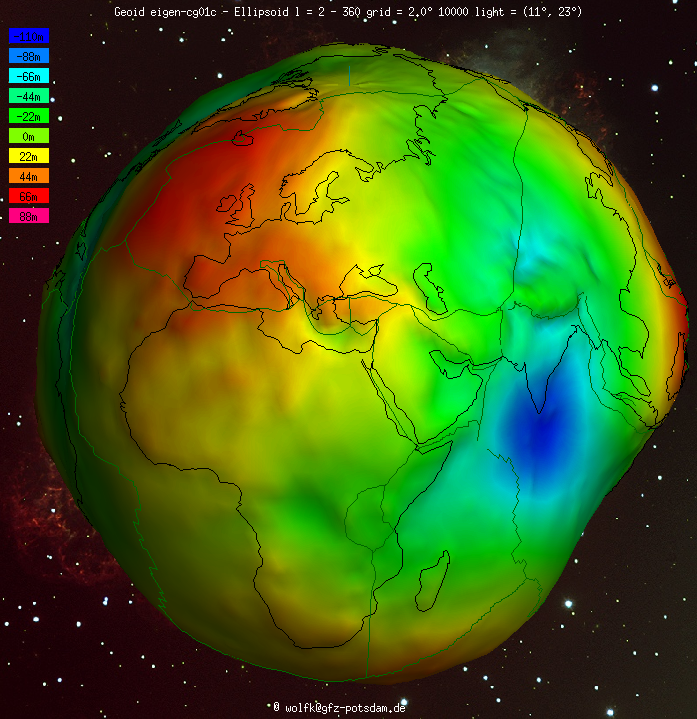 Geoid eigen-cg01c - Ellipsoid l = 2 - 360 grid = 2.0° 10000 light = (11°, 23°)
-110m
-88m
-66m
-44m
-22m
0m
22m
44m
66m
88m
© wolfk@gfz-potsdam.de